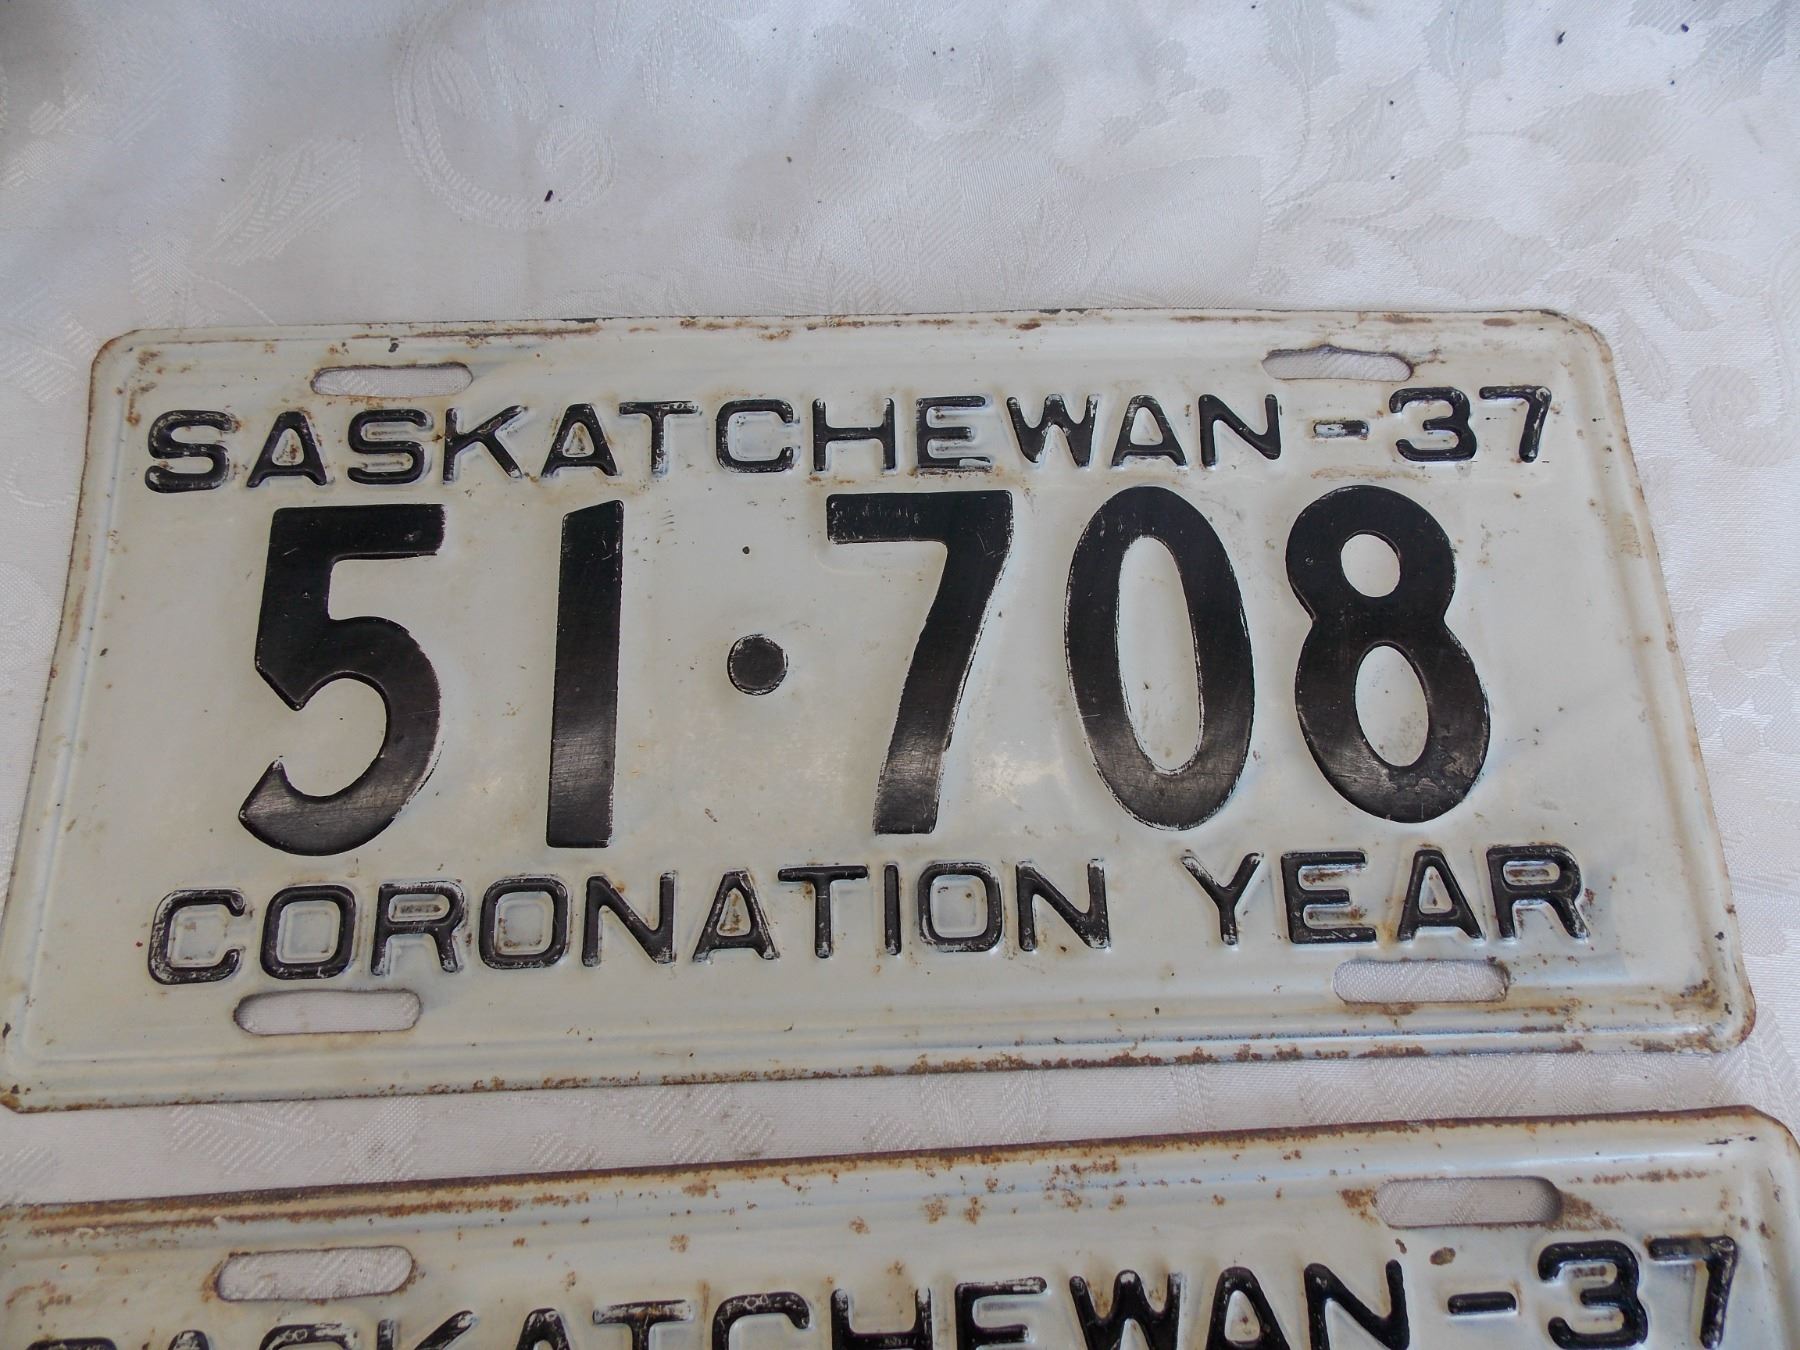 SASKATCHEWAN-37
51·708
CORONATION YEAR
SASKATCHEWAN-37